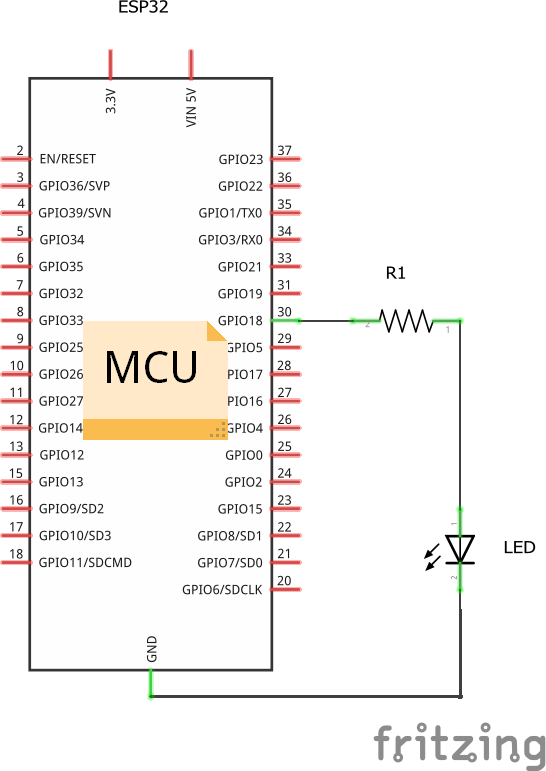 ESP32
3.3V
VIN 5V
2
EN/RESET
GPIO23
37
3
GPIO36/SVP
GPIO22
36
4
GPIO39/SVN
GPIO1/TX0
35
5
GPIO34
GPIO3/RX0
34
6
GPIO35
GPIO21
33
7
GPIO32
GPIO19
31
8
GPIO33
GPIO18
30
R1
2
1
9
GPIO25
GPIO5
29
10
GPIO26
PIO17
28
MCU
11
GPIO27
PIO16
27
12
GPIO14
GPIO4
26
13
GPIO12
GPIO0
25
15
GPIO13
GPIO2
24
16
GPIO9/SD2
GPIO15
23
17
GPIO10/SD3
GPIO8/SD1
22
18
GPIO11/SDCMD
GPIO7/SD0
21
GPIO6/SDCLK
20
1
LED
2
GND
fritzing